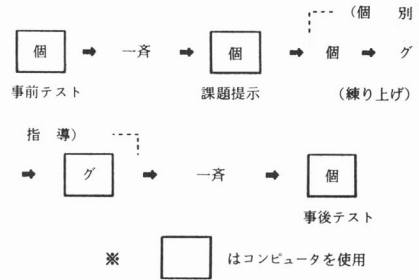 (個 別
個 ➡ 一斉 ➡ 個 ➡ 個 ➡ グ
事前テスト 課題提示 (練り上げ)
指 導)
➡ グ ➡ 一斉 ➡ 個
事後テスト
※ はコンピュータを使用